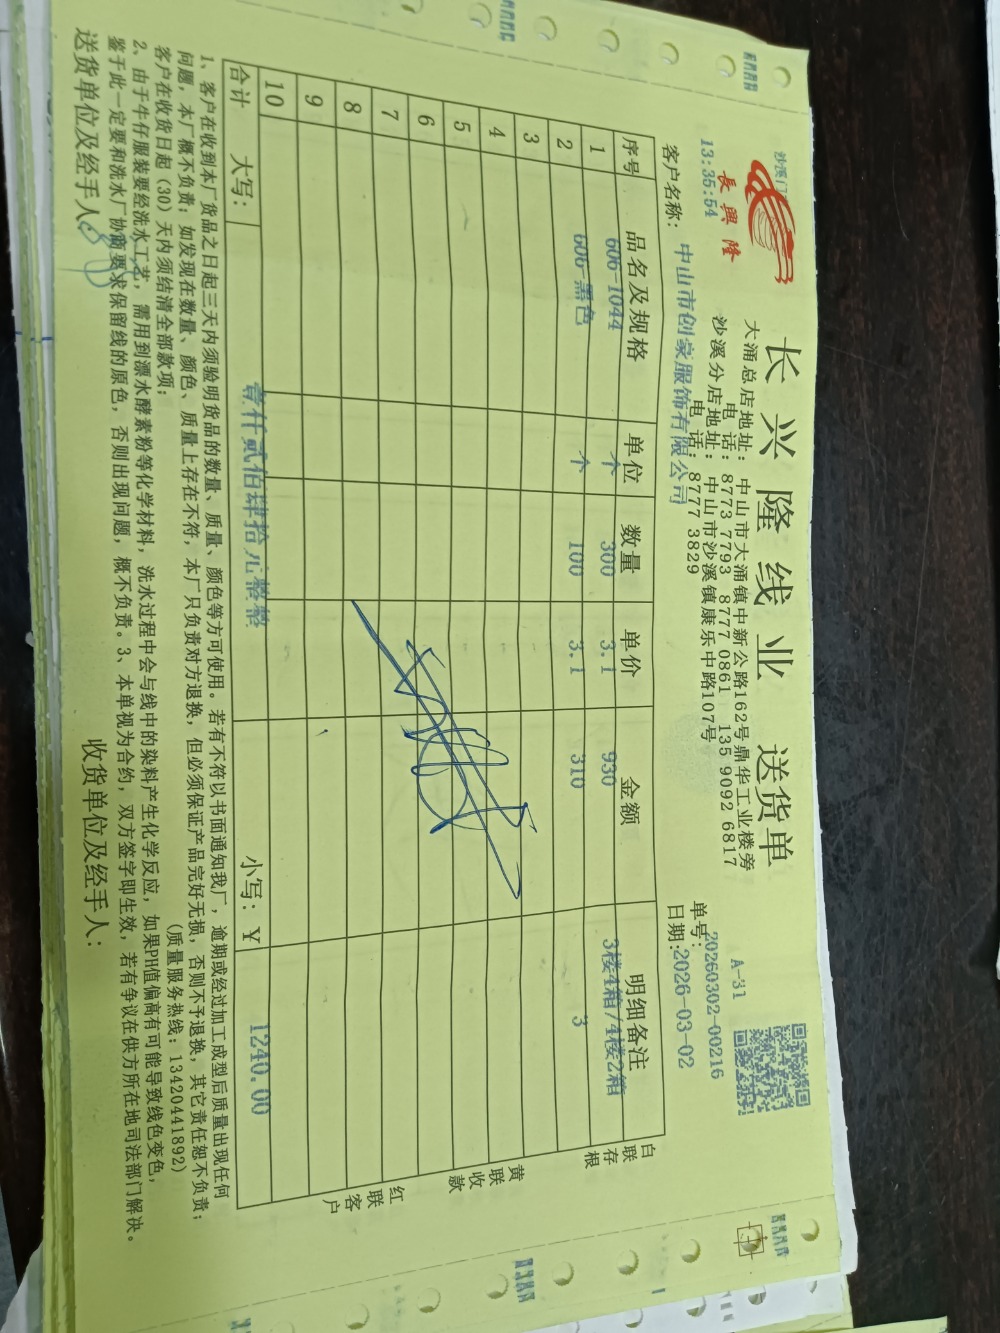 长兴隆线业 送货单
長興隆
大涌总店地址：中山市大涌镇中新公路162号鼎华工业楼旁
电 话：8773 7793 8777 0861 135 9092 6817
沙溪分店地址：中山市沙溪镇康乐中路107号
电 话：8777 3829
沙溪门
13:35:54
A-31
单号:20260302-00216
日期:2026-03-02
客户名称: 中山市创豪服饰有限公司
序号 品名及规格 单位 数量 单价 金额 明细备注
1 606-1044 个 300 3.1 930 3楼4箱/4楼2箱
2 606-黑色 个 100 3.1 310 3
3
4
5
6
7
8
9
10
合计 大写: 壹仟贰佰肆拾元整整 小写: ¥ 1240.00
白联存根
黄联收款
红联客户
1、客户在收到本厂货品之日起三天内须验明货品的数量、质量、颜色等方可使用。若有不符以书面通知我厂，逾期或经过加工成型后质量出现任何
问题，本厂概不负责；如发现在数量、颜色、质量上存在不符，本厂只负责对方退换，但必须保证产品完好无损，否则不予退换，其它责任恕不负责；
客户在收货日起（30）天内须结清全部款项；
（质量服务热线：13420441892）
2、由于牛仔服装要经洗水工艺，需用到漂水酵素粉等化学材料，洗水过程中会与线中的染料产生化学反应，如果PH值偏高有可能导致线色变色，
鉴于此一定要和洗水厂协商要求保留线的原色，否则出现问题，概不负责。3、本单视为合约，双方签字即生效，若有争议在供方所在地司法部门解决。
送货单位及经手人:
收货单位及经手人: